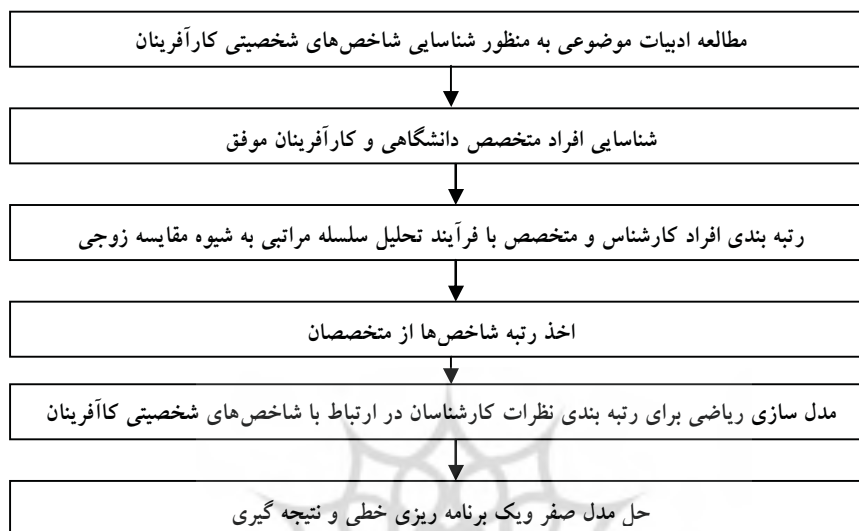 مطالعه ادبیات موضوعی به منظور شناسایی شاخص‌های شخصیتی کارآفرینان
شناسایی افراد متخصص دانشگاهی و کارآفرینان موفق
رتبه بندی افراد کارشناس و متخصص با فرآیند تحلیل سلسله مراتبی به شیوه مقایسه زوجی
اخذ رتبه شاخص‌ها از متخصصان
مدل سازی ریاضی برای رتبه بندی نظرات کارشناسان در ارتباط با شاخص‌های شخصیتی کاآفرینان
حل مدل صفر ویک برنامه ریزی خطی و نتیجه گیری